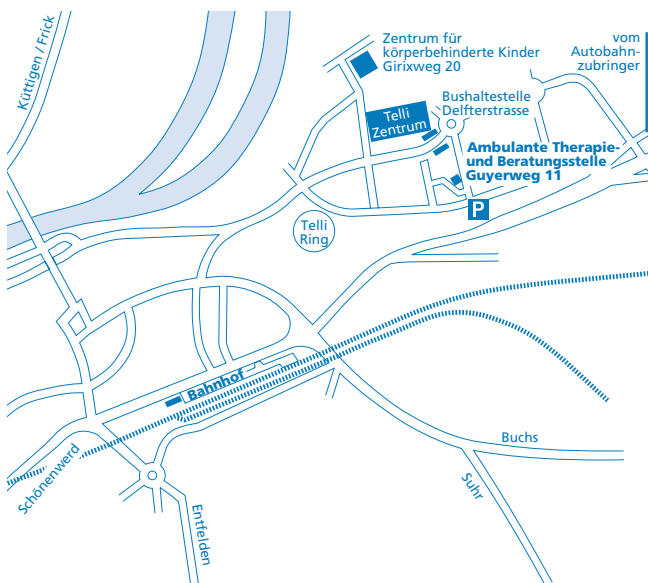 Küttigen / Frick
Zentrum für
körperbehinderte Kinder
Girixweg 20
vom
Autobahn-
zubringer
Bushaltestelle
Delfterstrasse
Telli
Zentrum
Ambulante Therapie-
und Beratungsstelle
Guyerweg 11
P
Telli
Ring
Bahnhof
Schönenwerd
Entfelden
Buchs
Suhr